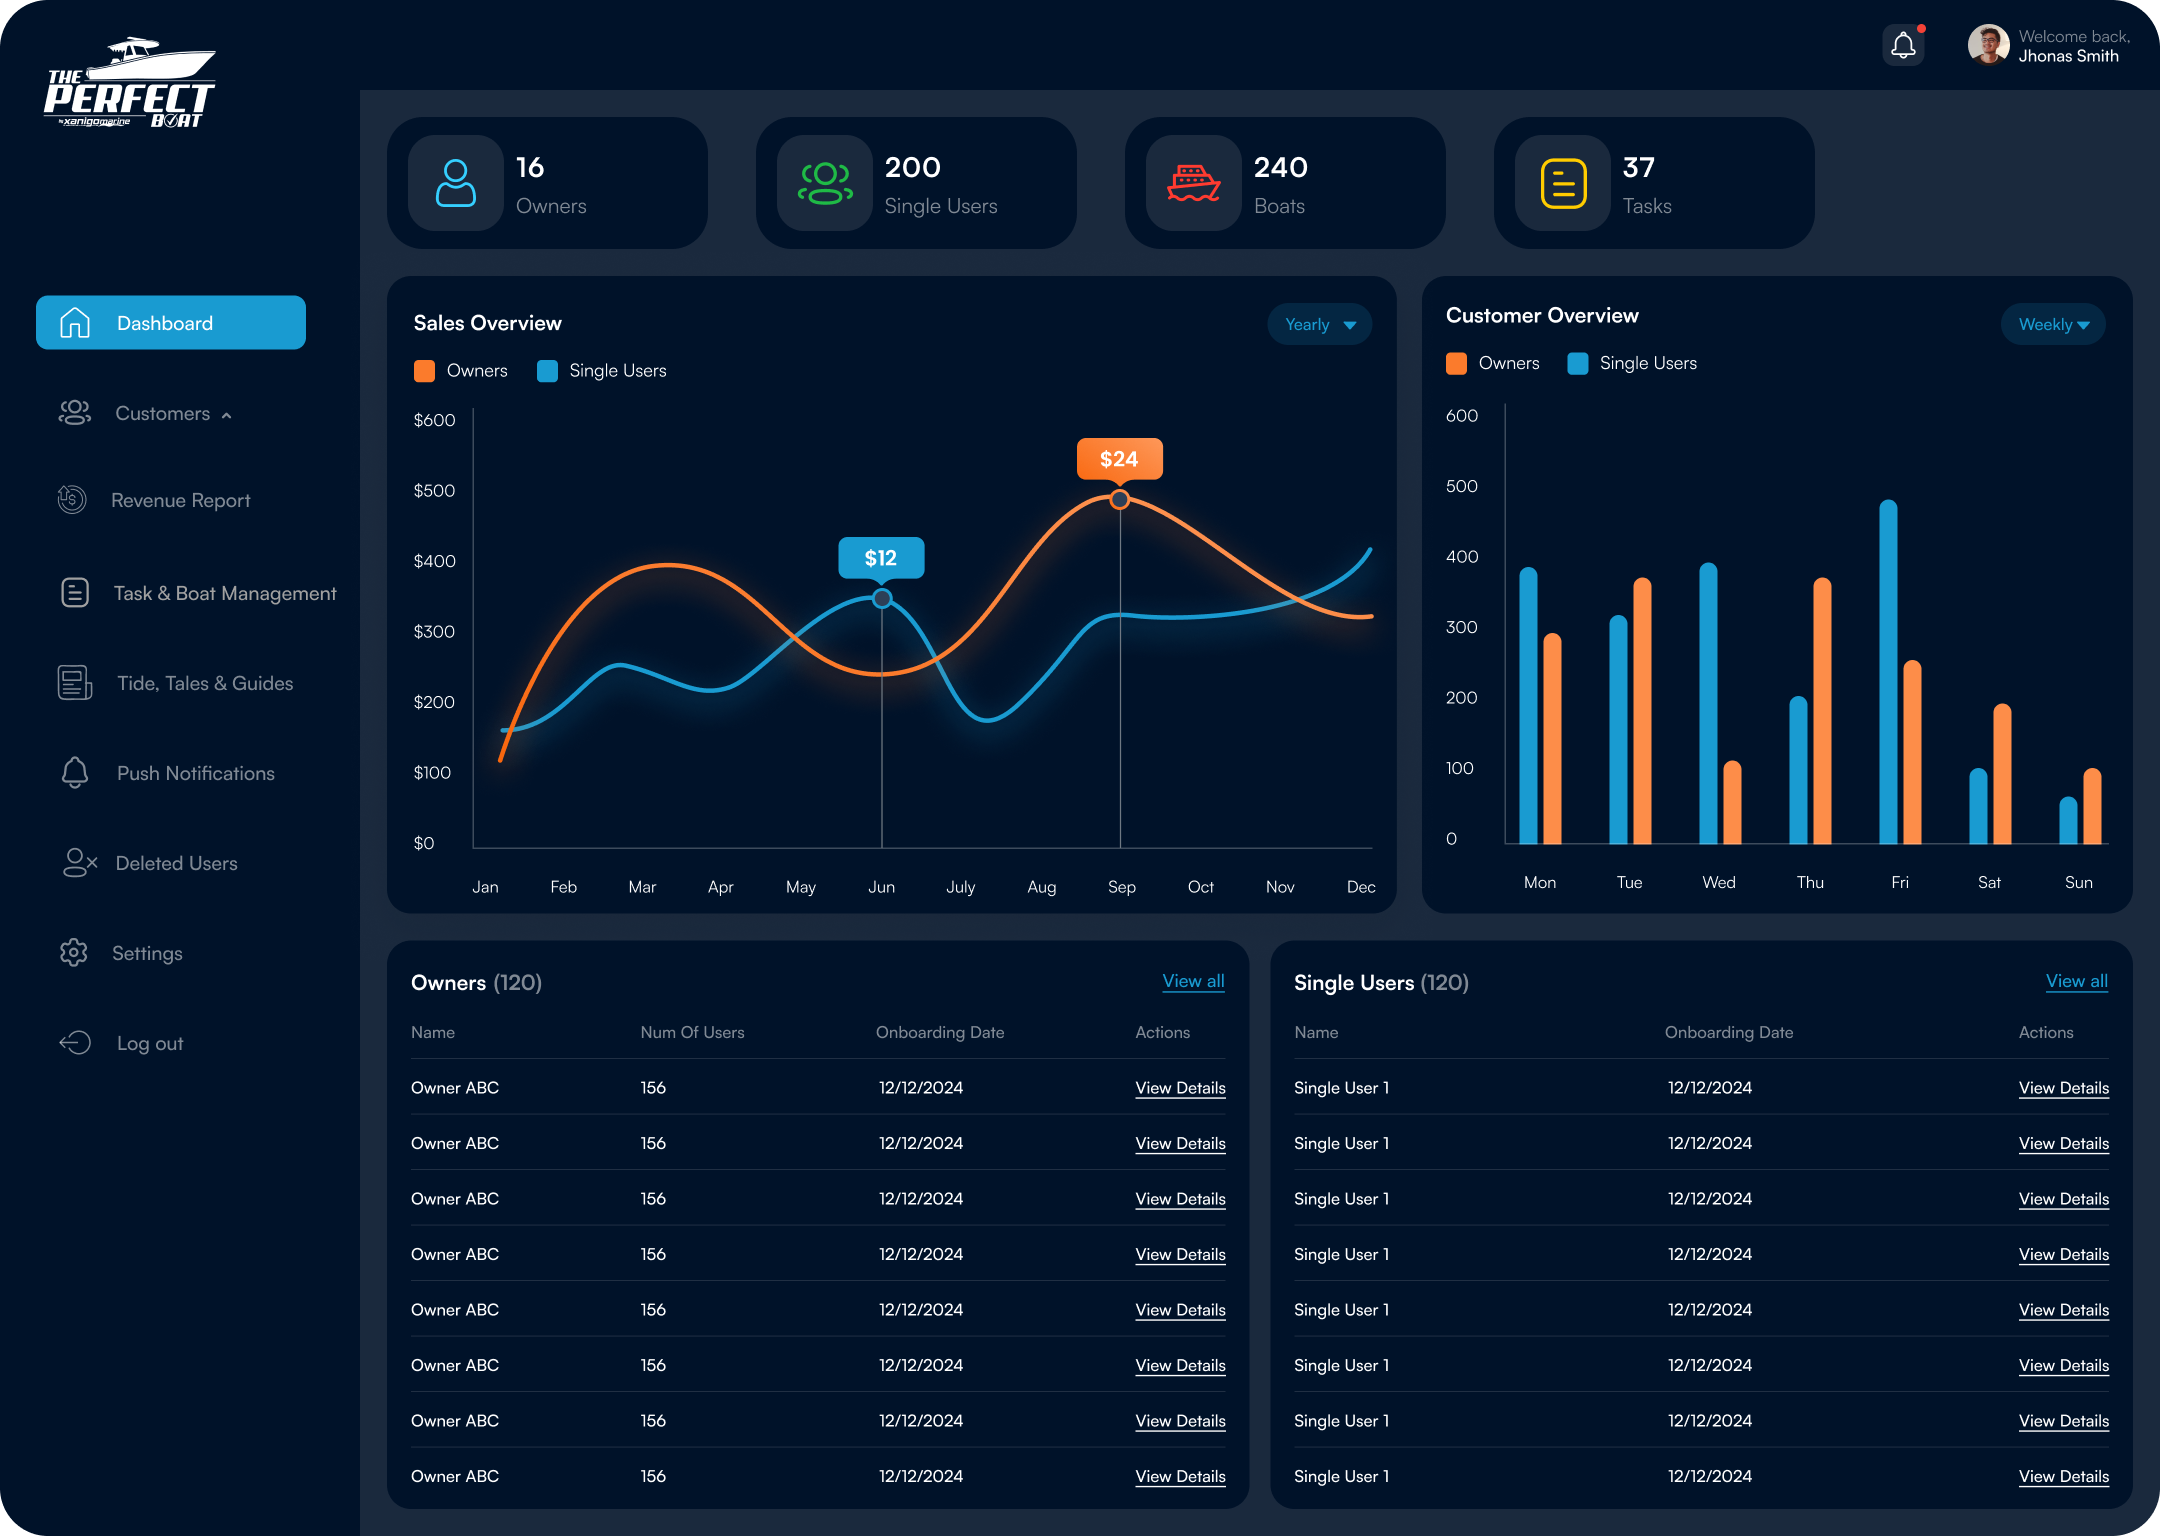 THE
PERFECT
by xanigomarine BOAT
Welcome back,
Jhonas Smith
16
Owners
200
Single Users
240
Boats
37
Tasks
Dashboard
Customers
Revenue Report
Task & Boat Management
Tide, Tales & Guides
Push Notifications
Deleted Users
Settings
Log out
Sales Overview
Yearly
Owners Single Users
$600
$500
$400
$300
$200
$100
$0
$12
$24
Jan Feb Mar Apr May Jun July Aug Sep Oct Nov Dec
Customer Overview
Weekly
Owners Single Users
600
500
400
300
200
100
0
Mon Tue Wed Thu Fri Sat Sun
Owners (120) View all
Name Num Of Users Onboarding Date Actions
Owner ABC 156 12/12/2024 View Details
Owner ABC 156 12/12/2024 View Details
Owner ABC 156 12/12/2024 View Details
Owner ABC 156 12/12/2024 View Details
Owner ABC 156 12/12/2024 View Details
Owner ABC 156 12/12/2024 View Details
Owner ABC 156 12/12/2024 View Details
Owner ABC 156 12/12/2024 View Details
Single Users (120) View all
Name Onboarding Date Actions
Single User 1 12/12/2024 View Details
Single User 1 12/12/2024 View Details
Single User 1 12/12/2024 View Details
Single User 1 12/12/2024 View Details
Single User 1 12/12/2024 View Details
Single User 1 12/12/2024 View Details
Single User 1 12/12/2024 View Details
Single User 1 12/12/2024 View Details